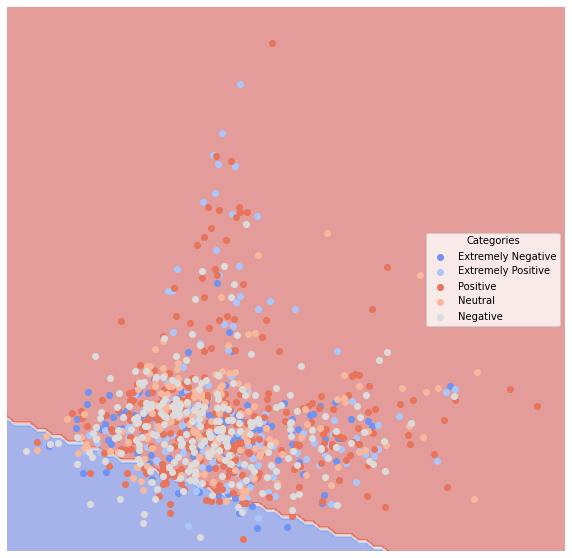 Categories
Extremely Negative
Extremely Positive
Positive
Neutral
Negative